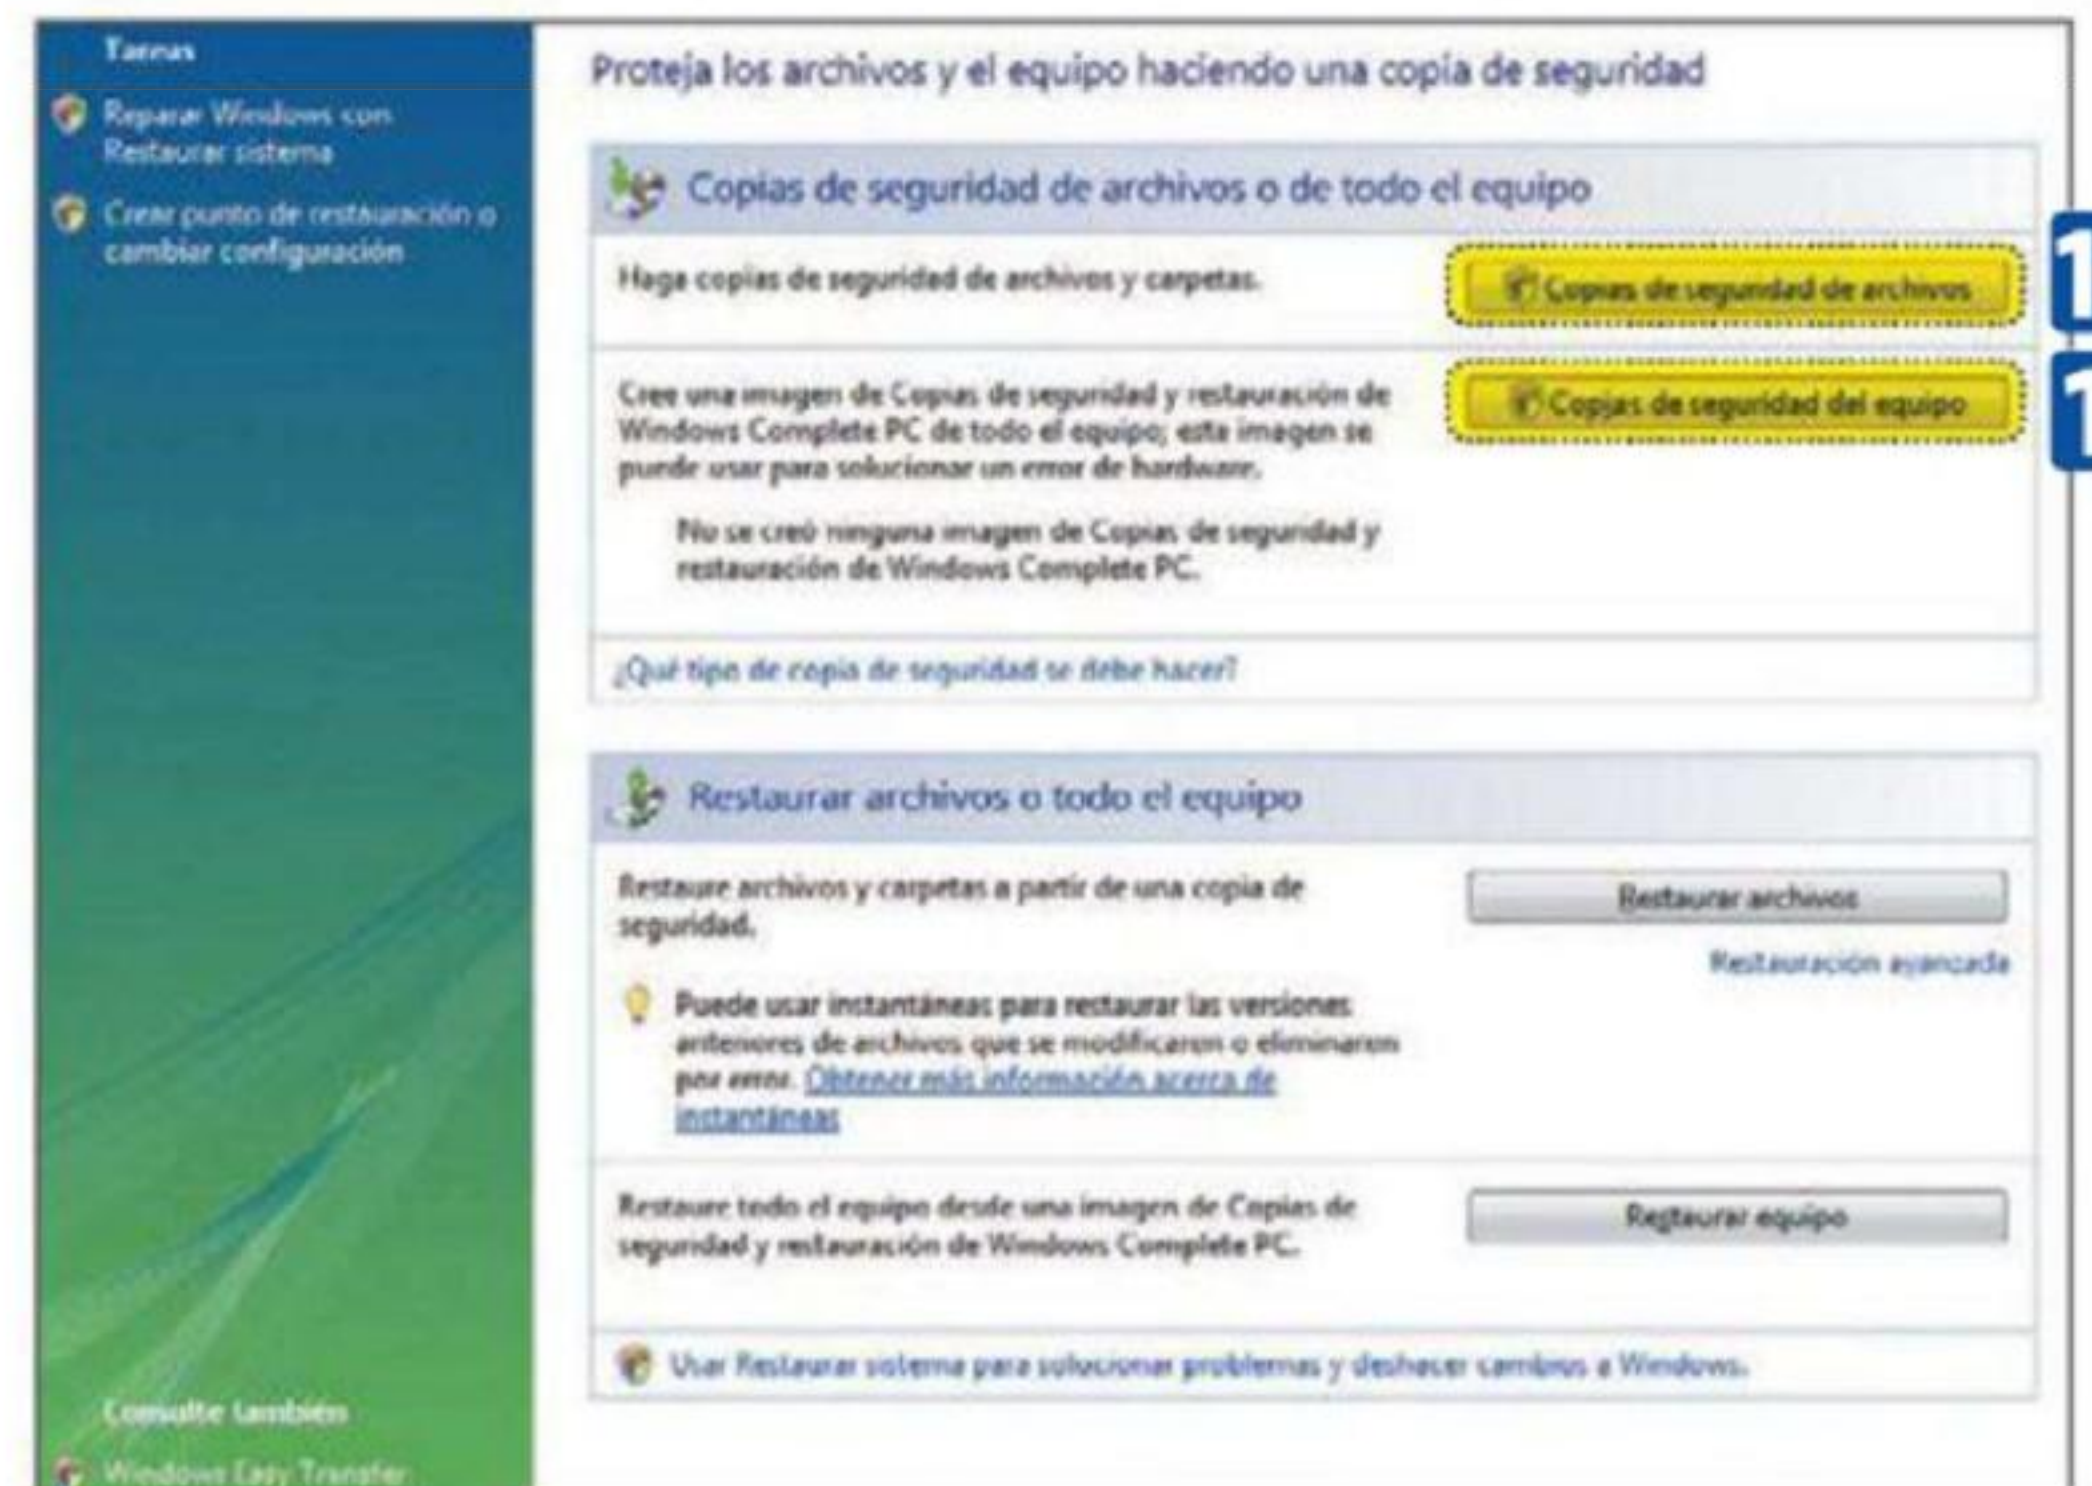 Tareas
Reparar Windows con
Restaurar sistema
Crear punto de restauración o
cambiar configuración
Proteja los archivos y el equipo haciendo una copia de seguridad
Copias de seguridad de archivos o de todo el equipo
Haga copias de seguridad de archivos y carpetas.
Copias de seguridad de archivos
1
Cree una imagen de Copias de seguridad y restauración de
Windows Complete PC de todo el equipo; esta imagen se
puede usar para solucionar un error de hardware.
Copias de seguridad del equipo
1
No se creó ninguna imagen de Copias de seguridad y
restauración de Windows Complete PC.
¿Qué tipo de copia de seguridad se debe hacer?
Restaurar archivos o todo el equipo
Restaure archivos y carpetas a partir de una copia de
seguridad.
Restaurar archivos
Restauración avanzada
Puede usar instantáneas para restaurar las versiones
anteriores de archivos que se modificaron o eliminaron
por error. Obtener más información acerca de
instantáneas
Restaure todo el equipo desde una imagen de Copias de
seguridad y restauración de Windows Complete PC.
Restaurar equipo
Usar Restaurar sistema para solucionar problemas y deshacer cambios a Windows.
Consulte también
Windows Easy Transfer